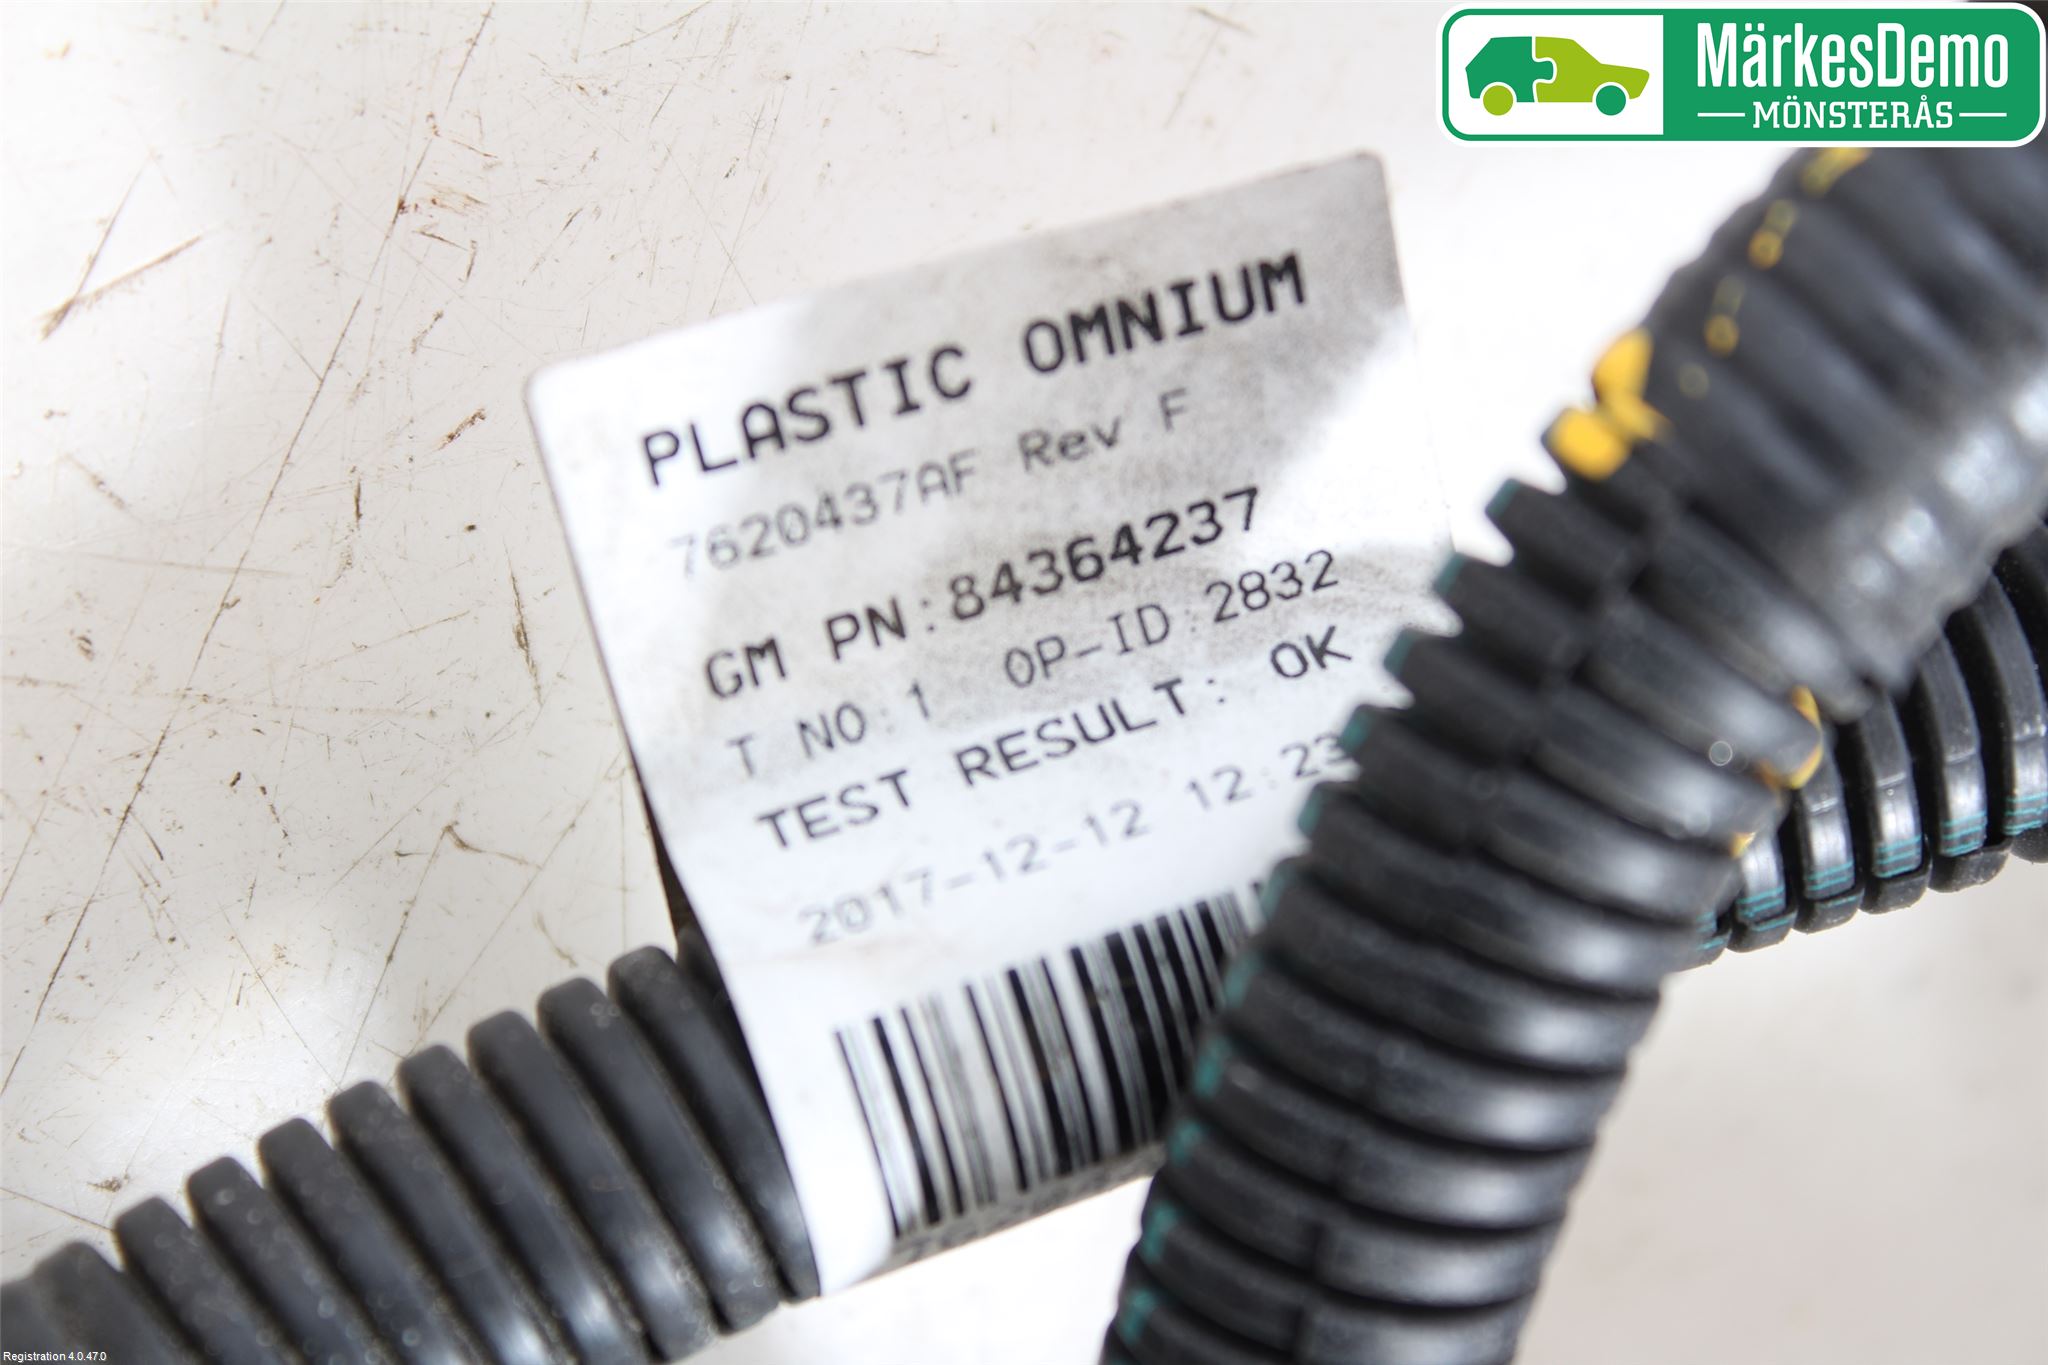 MärkesDemo
MÖNSTERÅS
PLASTIC OMNIUM
7620437AF Rev F
GM PN:84364237
T NO:1 OP-ID:2832
TEST RESULT: OK
2017-12-12 12:23
Registration 4.0.47.0